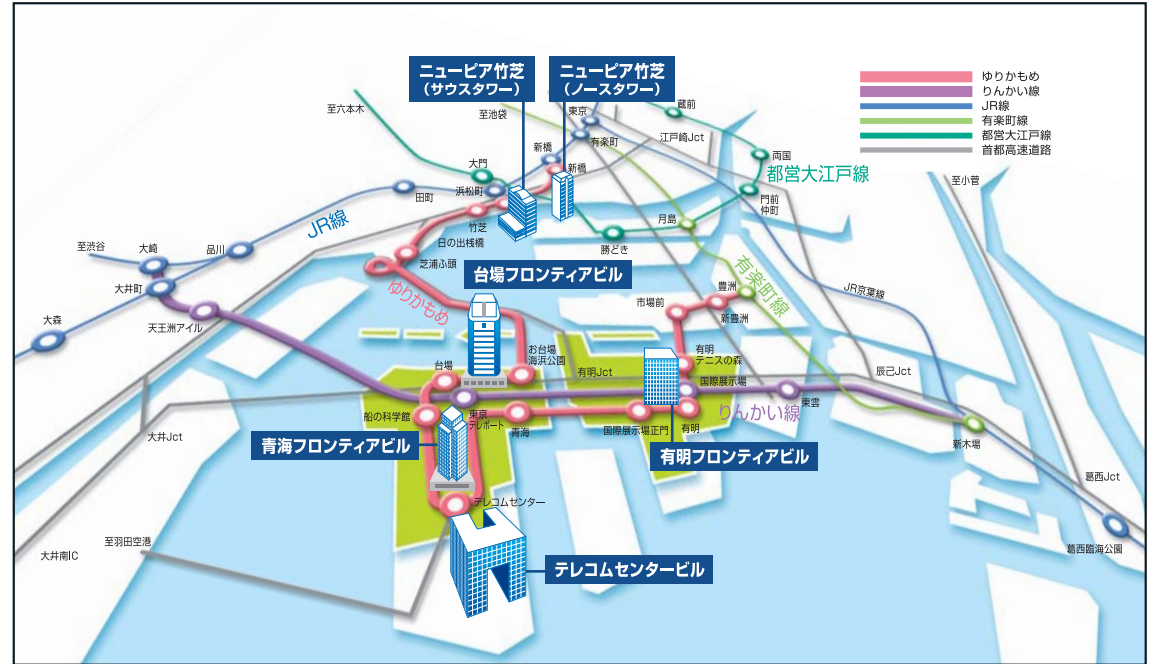 ニューピア竹芝
（サウスタワー）
ニューピア竹芝
（ノースタワー）
ゆりかもめ
りんかい線
JR線
有楽町線
都営大江戸線
首都高速道路
至六本木
至池袋
東京
蔵前
江戸崎Jct
有楽町
新橋
新橋
大門
両国
都営大江戸線
浜松町
田町
門前
仲町
至小菅
竹芝
月島
JR線
日の出桟橋
勝どき
至渋谷
大崎
品川
芝浦ふ頭
台場フロンティアビル
有楽町線
大井町
ゆりかもめ
豊洲
JR京葉線
市場前
新豊洲
大森
天王洲アイル
お台場
海浜公園
有明
テニスの森
台場
有明Jct
辰己Jct
国際展示場
東雲
船の科学館
東京
テレポート
りんかい線
青海
国際展示場正門
有明
大井Jct
青海フロンティアビル
有明フロンティアビル
新木場
葛西Jct
テレコムセンター
大井南IC
至羽田空港
葛西臨海公園
テレコムセンタービル